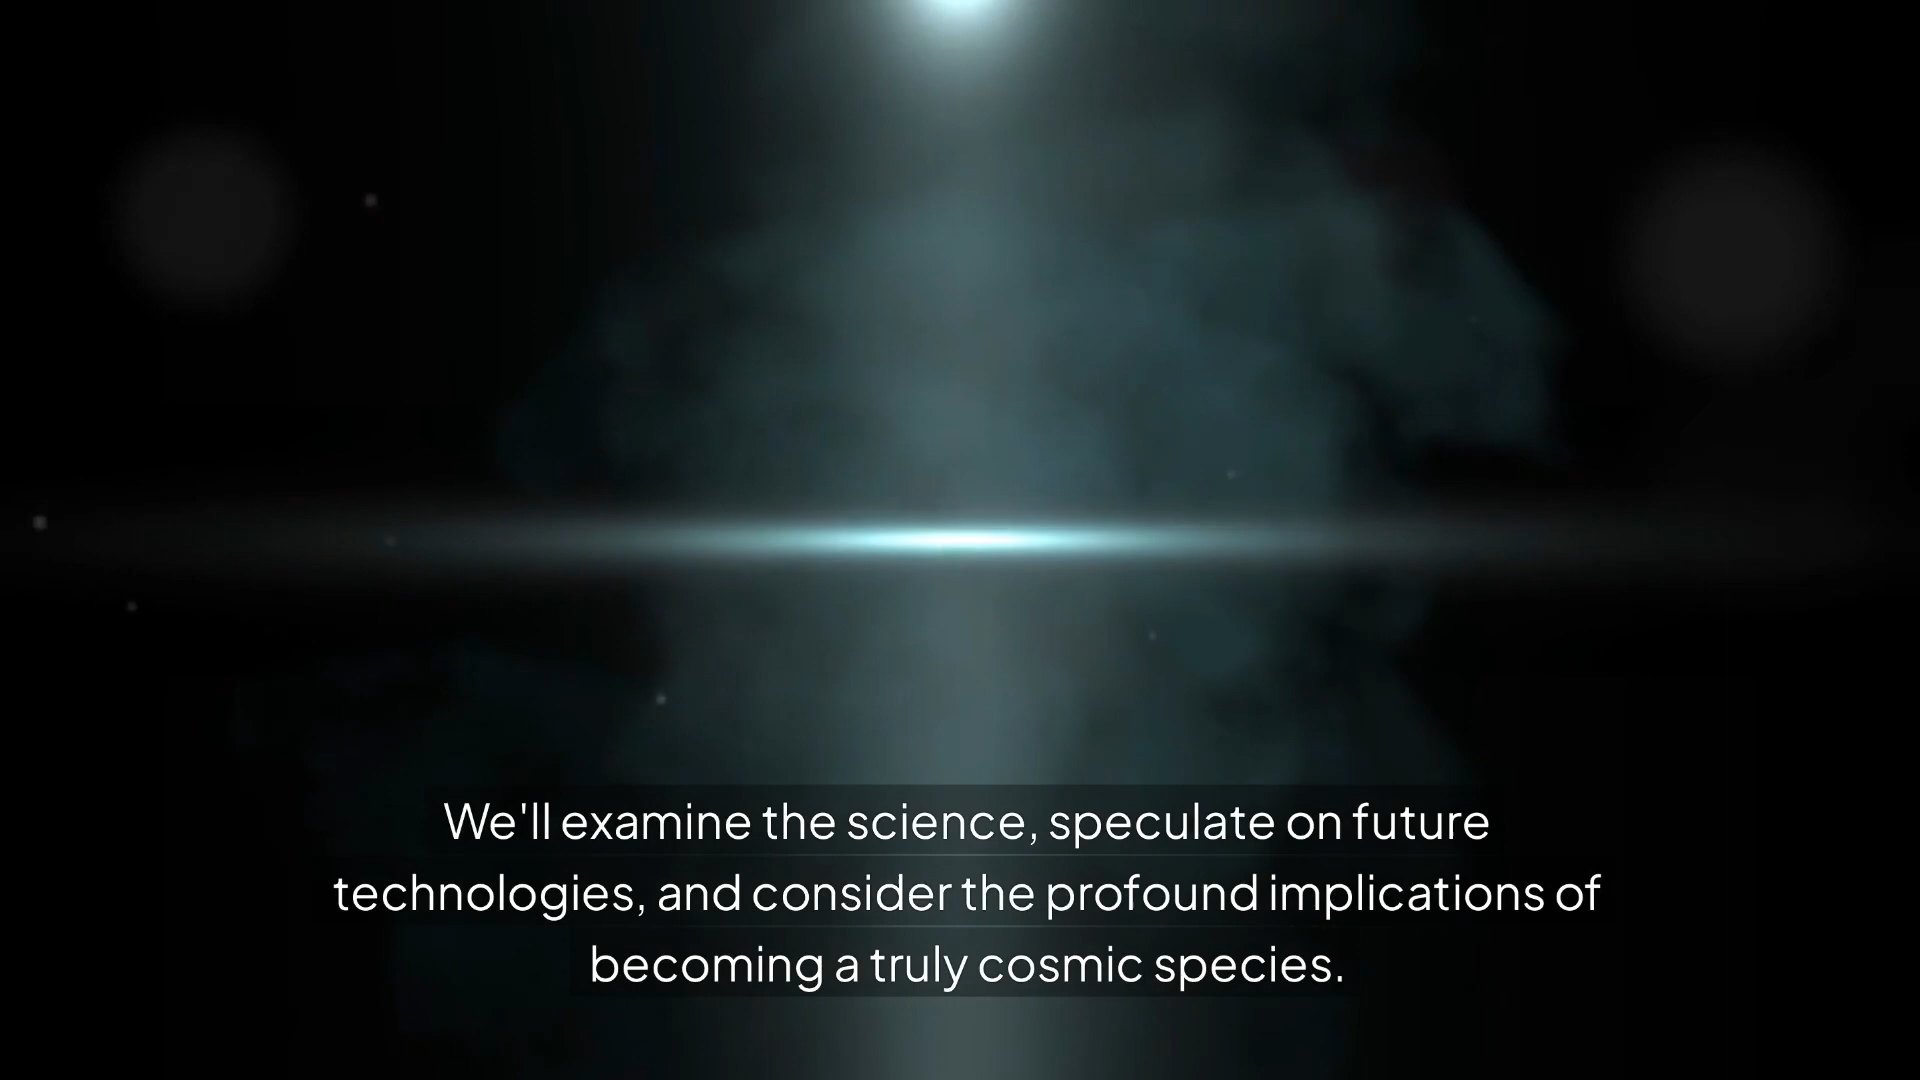 We'll examine the science, speculate on future
technologies, and consider the profound implications of
becoming a truly cosmic species.